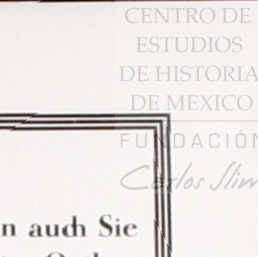 CENTRO DE
ESTUDIOS
DE HISTORIA
DE MEXICO
FUNDACIÓN
Carlos Slim
n auch Sie